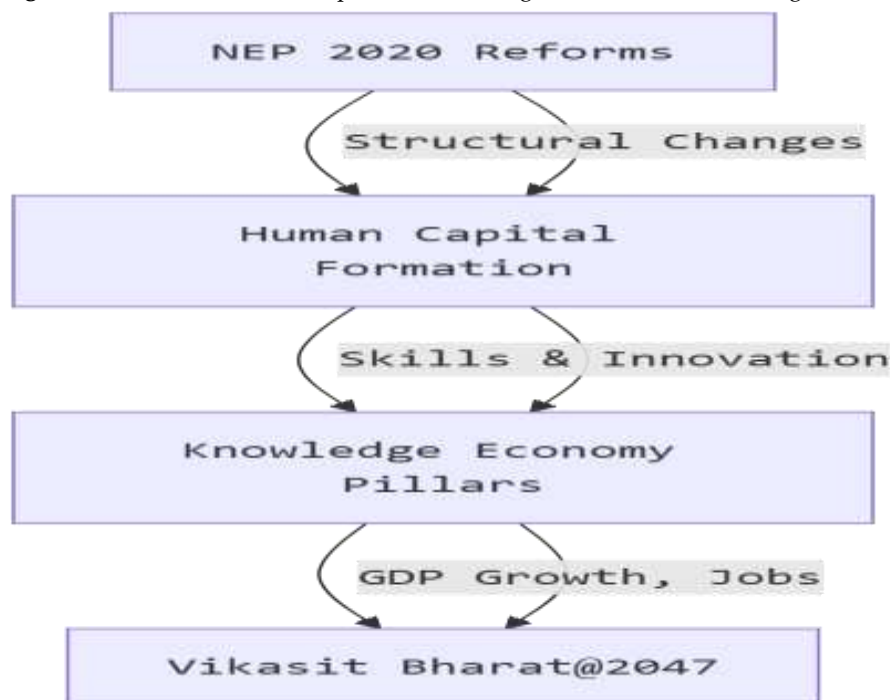 NEP 2020 Reforms
Structural Changes
Human Capital
Formation
Skills & Innovation
Knowledge Economy
Pillars
GDP Growth, Jobs
Vikasit Bharat@2047